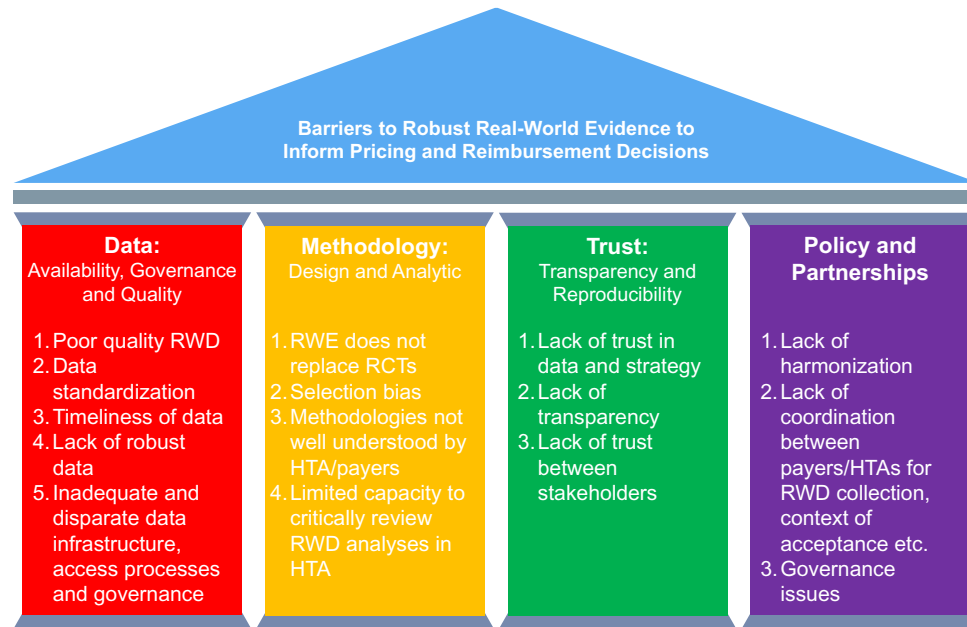 Barriers to Robust Real-World Evidence to
Inform Pricing and Reimbursement Decisions
Data:
Availability, Governance
and Quality
1. Poor quality RWD
2. Data
standardization
3. Timeliness of data
4. Lack of robust
data
5. Inadequate and
disparate data
infrastructure,
access processes
and governance
Methodology:
Design and Analytic
1. RWE does not
replace RCTs
2. Selection bias
3. Methodologies not
well understood by
HTA/payers
4. Limited capacity to
critically review
RWD analyses in
HTA
Trust:
Transparency and
Reproducibility
1. Lack of trust in
data and strategy
2. Lack of
transparency
3. Lack of trust
between
stakeholders
Policy and
Partnerships
1. Lack of
harmonization
2. Lack of
coordination
between
payers/HTAs for
RWD collection,
context of
acceptance etc.
3. Governance
issues